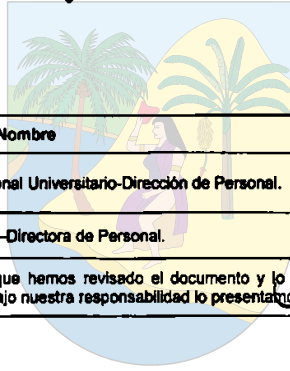 Nombre
onal Universitario-Dirección de Personal.
-Directora de Personal.
que hemos revisado el documento y lo
ajo nuestra responsabilidad lo presentamo